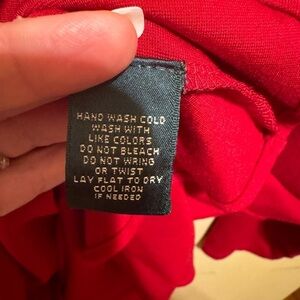 HAND WASH COLD
WASH WITH
LIKE COLORS
DO NOT BLEACH
DO NOT WRING
OR TWIST
LAY FLAT TO DRY
COOL IRON
IF NEEDED